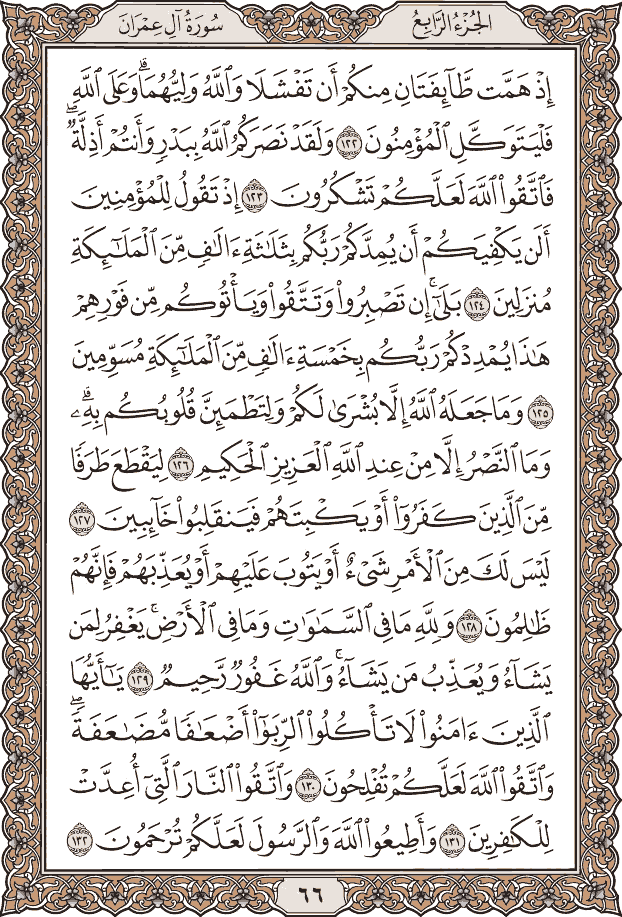 الجُزْءُ الرَّابِعُ
سُورَةُ آلِ عِمْرَانَ
إِذْ هَمَّت طَّآئِفَتَانِ مِنكُمْ أَن تَفْشَلَا وَٱللَّهُ وَلِيُّهُمَاۗ وَعَلَى ٱللَّهِ
فَلْيَتَوَكَّلِ ٱلْمُؤْمِنُونَ ١٢٢ وَلَقَدْ نَصَرَكُمُ ٱللَّهُ بِبَدْرٍ وَأَنتُمْ أَذِلَّةٌۖ
فَٱتَّقُوا۟ ٱللَّهَ لَعَلَّكُمْ تَشْكُرُونَ ١٢٣ إِذْ تَقُولُ لِلْمُؤْمِنِينَ
أَلَن يَكْفِيَكُمْ أَن يُمِدَّكُمْ رَبُّكُم بِثَلَٰثَةِ ءَالَٰفٍ مِّنَ ٱلْمَلَٰٓئِكَةِ
مُنزَلِينَ ١٢٤ بَلَىٰٓۚ إِن تَصْبِرُوا۟ وَتَتَّقُوا۟ وَيَأْتُوكُم مِّن فَوْرِهِمْ
هَٰذَا يُمْدِدْكُمْ رَبُّكُم بِخَمْسَةِ ءَالَٰفٍ مِّنَ ٱلْمَلَٰٓئِكَةِ مُسَوِّمِينَ
١٢٥ وَمَا جَعَلَهُ ٱللَّهُ إِلَّا بُشْرَىٰ لَكُمْ وَلِتَطْمَئِنَّ قُلُوبُكُم بِهِۦۗ
وَمَا ٱلنَّصْرُ إِلَّا مِنْ عِندِ ٱللَّهِ ٱلْعَزِيزِ ٱلْحَكِيمِ ١٢٦ لِيَقْطَعَ طَرَفًا
مِّنَ ٱلَّذِينَ كَفَرُوٓا۟ أَوْ يَكْبِتَهُمْ فَيَنقَلِبُوا۟ خَآئِبِينَ ١٢٧
لَيْسَ لَكَ مِنَ ٱلْأَمْرِ شَىْءٌ أَوْ يَتُوبَ عَلَيْهِمْ أَوْ يُعَذِّبَهُمْ فَإِنَّهُمْ
ظَٰلِمُونَ ١٢٨ وَلِلَّهِ مَا فِى ٱلسَّمَٰوَٰتِ وَمَا فِى ٱلْأَرْضِۚ يَغْفِرُ لِمَن
يَشَآءُ وَيُعَذِّبُ مَن يَشَآءُۚ وَٱللَّهُ غَفُورٌ رَّحِيمٌ ١٢٩ يَٰٓأَيُّهَا
ٱلَّذِينَ ءَامَنُوا۟ لَا تَأْكُلُوا۟ ٱلرِّبَوٰٓا۟ أَضْعَٰفًا مُّضَٰعَفَةًۖ
وَٱتَّقُوا۟ ٱللَّهَ لَعَلَّكُمْ تُفْلِحُونَ ١٣٠ وَٱتَّقُوا۟ ٱلنَّارَ ٱلَّتِىٓ أُعِدَّتْ
لِلْكَٰفِرِينَ ١٣١ وَأَطِيعُوا۟ ٱللَّهَ وَٱلرَّسُولَ لَعَلَّكُمْ تُرْحَمُونَ ١٣٢
٦٦